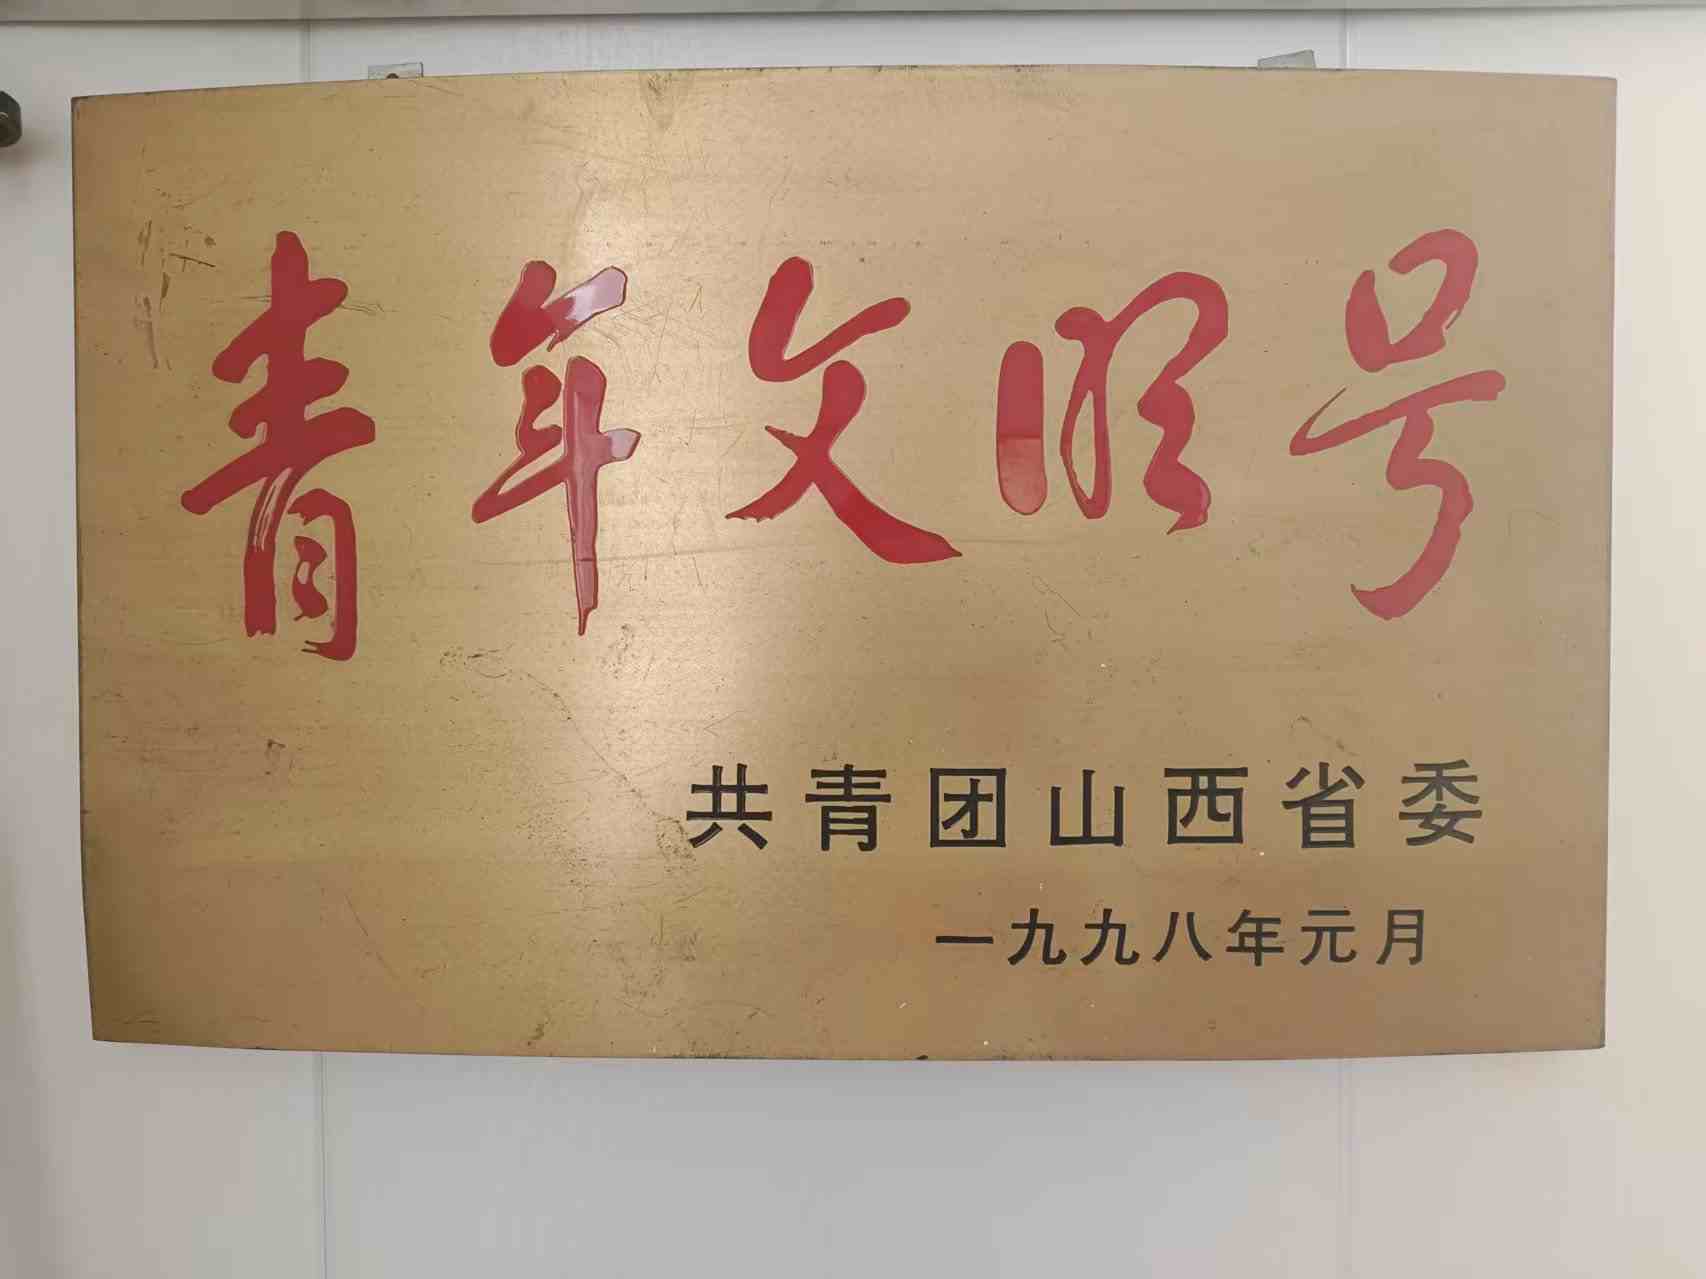 青年文明号
共青团山西省委
一九九八年元月